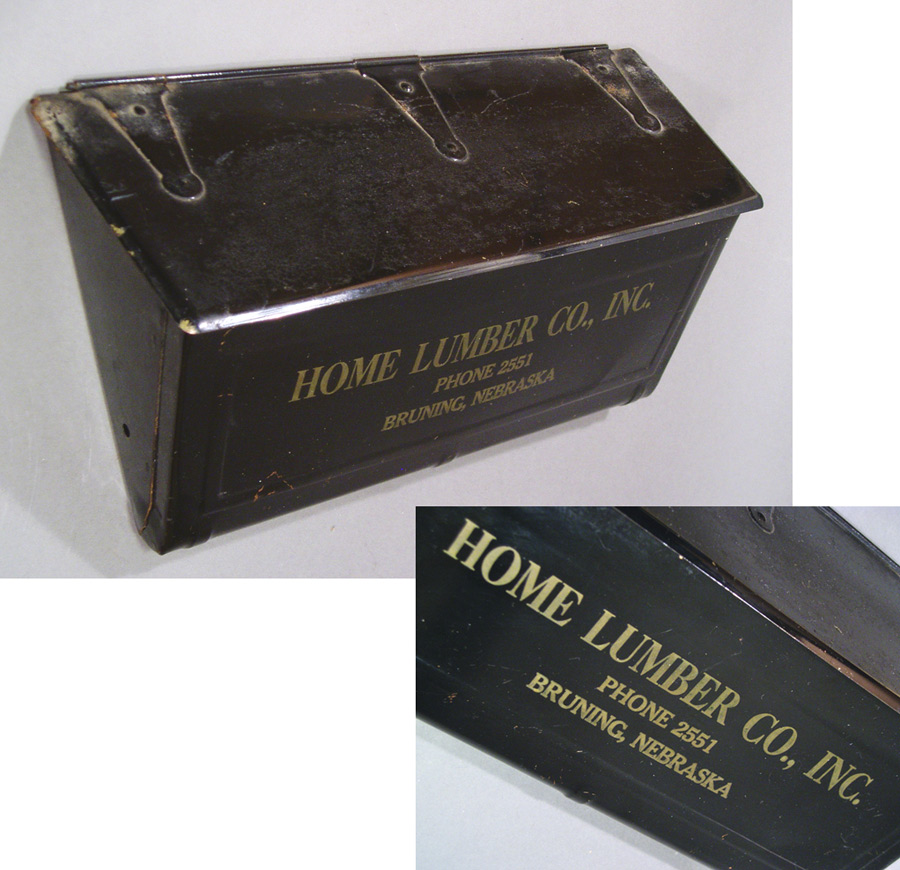 HOME LUMBER CO., INC.
PHONE 2551
BRUNING, NEBRASKA
HOME LUMBER CO., INC.
PHONE 2551
BRUNING, NEBRASKA